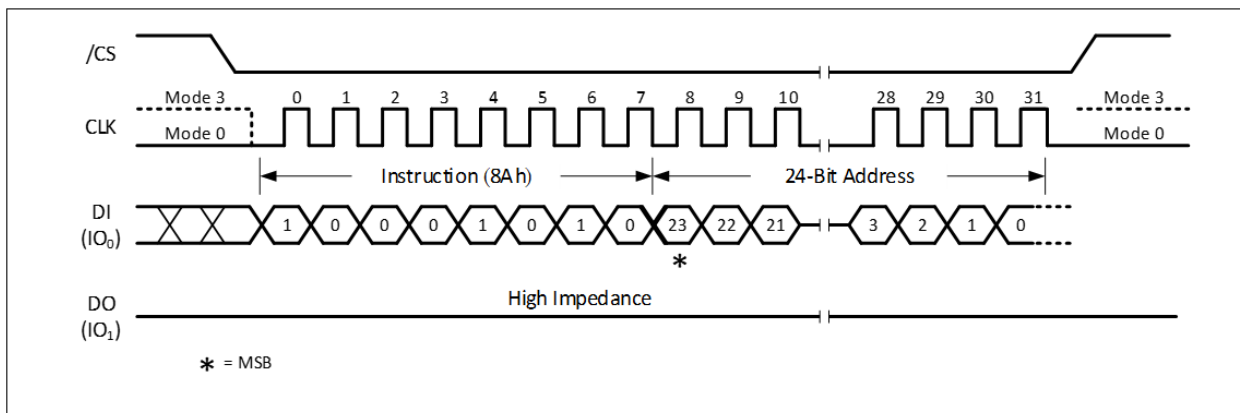 /CS
Mode 3 0 1 2 3 4 5 6 7 8 9 10 28 29 30 31 Mode 3
CLK
Mode 0 Mode 0
Instruction (8Ah) 24-Bit Address
DI 1 0 0 0 1 0 1 0 23 22 21 3 2 1 0
(IO₀)
*
DO High Impedance
(IO₁)
* = MSB